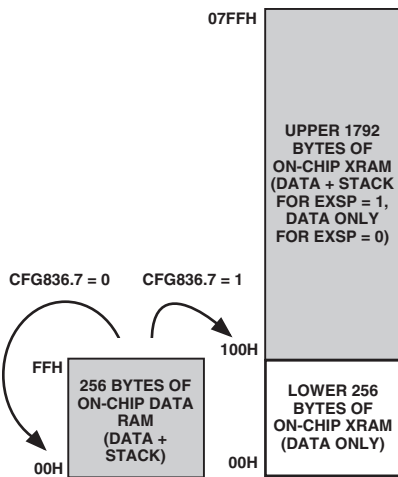 07FFH
UPPER 1792
BYTES OF
ON-CHIP XRAM
(DATA + STACK
FOR EXSP = 1,
DATA ONLY
FOR EXSP = 0)
CFG836.7 = 0
CFG836.7 = 1
100H
FFH
256 BYTES OF
ON-CHIP DATA
RAM
(DATA +
STACK)
00H
LOWER 256
BYTES OF
ON-CHIP XRAM
(DATA ONLY)
00H